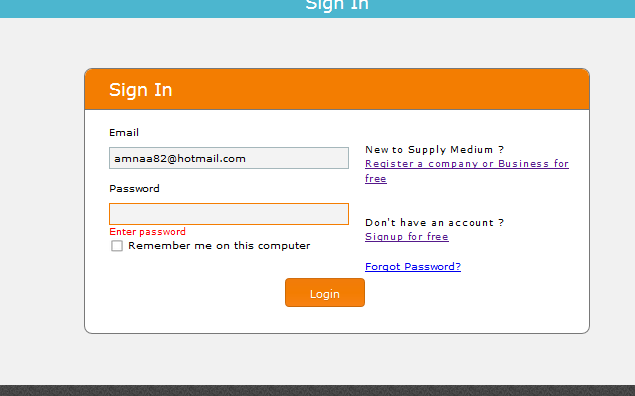 Sign In
Sign In
Email
amnaa82@hotmail.com
New to Supply Medium ?
Register a company or Business for
free
Password
Enter password
Remember me on this computer
Don't have an account ?
Signup for free
Forgot Password?
Login